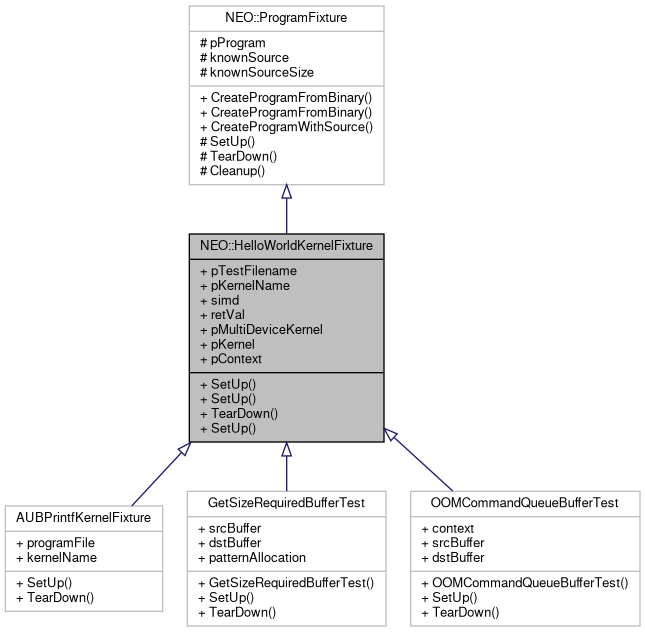 NEO::ProgramFixture
# pProgram
# knownSource
# knownSourceSize
+ CreateProgramFromBinary()
+ CreateProgramFromBinary()
+ CreateProgramWithSource()
# SetUp()
# TearDown()
# Cleanup()
NEO::HelloWorldKernelFixture
+ pTestFilename
+ pKernelName
+ simd
+ retVal
+ pMultiDeviceKernel
+ pKernel
+ pContext
+ SetUp()
+ SetUp()
+ TearDown()
+ SetUp()
AUBPrintfKernelFixture
+ programFile
+ kernelName
+ SetUp()
+ TearDown()
GetSizeRequiredBufferTest
+ srcBuffer
+ dstBuffer
+ patternAllocation
+ GetSizeRequiredBufferTest()
+ SetUp()
+ TearDown()
OOMCommandQueueBufferTest
+ context
+ srcBuffer
+ dstBuffer
+ OOMCommandQueueBufferTest()
+ SetUp()
+ TearDown()